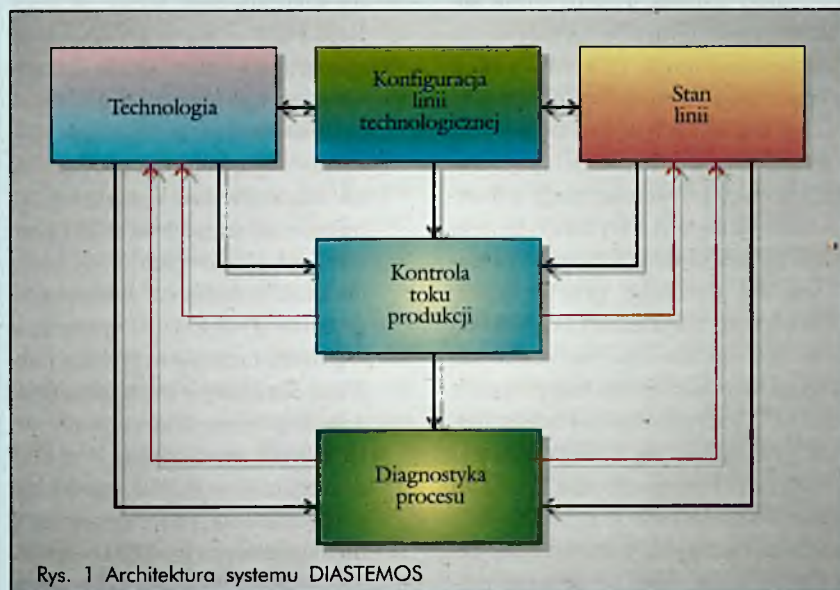 Technologia
Konfiguracja
linii
technologicznej
Stan
linii
Kontrola
toku
produkcji
Diagnostyka
procesu
Rys. 1 Architektura systemu DIASTEMOS